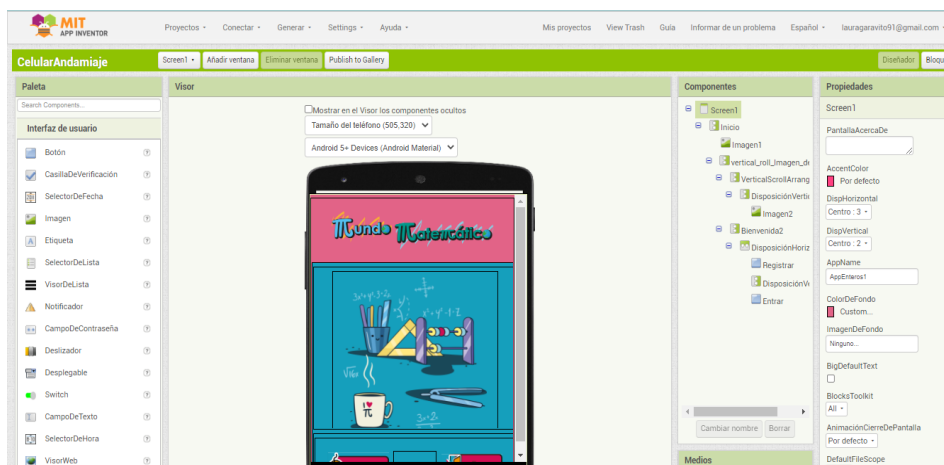 MIT
APP INVENTOR
Proyectos
Conectar
Generar
Settings
Ayuda
Mis proyectos
View Trash
Guía
Informar de un problema
Español
lauragaravito91@gmail.com
CelularAndamiaje
Screen1
Añadir ventana
Eliminar ventana
Publish to Gallery
Diseñador
Bloqu
Paleta
Search Components...
Interfaz de usuario
Botón
CasillaDeVerificación
SelectorDeFecha
Imagen
Etiqueta
SelectorDeLista
VisorDeLista
Notificador
CampoDeContraseña
Deslizador
Desplegable
Switch
CampoDeTexto
SelectorDeHora
VisorWeb
Visor
Mostrar en el Visor los componentes ocultos
Tamaño del teléfono (505,320)
Android 5+ Devices (Android Material)
Mundo Matemático
I ♥
π
Componentes
Screen1
Inicio
Imagen1
vertical_roll_Imagen_de
VerticalScrollArrang
DisposiciónVertic
Imagen2
Bienvenida2
DisposiciónHoriz
Registrar
DisposiciónVe
Entrar
Cambiar nombre
Borrar
Medios
Propiedades
Screen1
PantallaAcercaDe
AccentColor
Por defecto
DispHorizontal
Centro : 3
DispVertical
Centro : 2
AppName
AppEnteros1
ColorDeFondo
Custom...
ImagenDeFondo
Ninguno...
BigDefaultText
BlocksToolkit
All
AnimaciónCierreDePantalla
Por defecto
DefaultFileScope